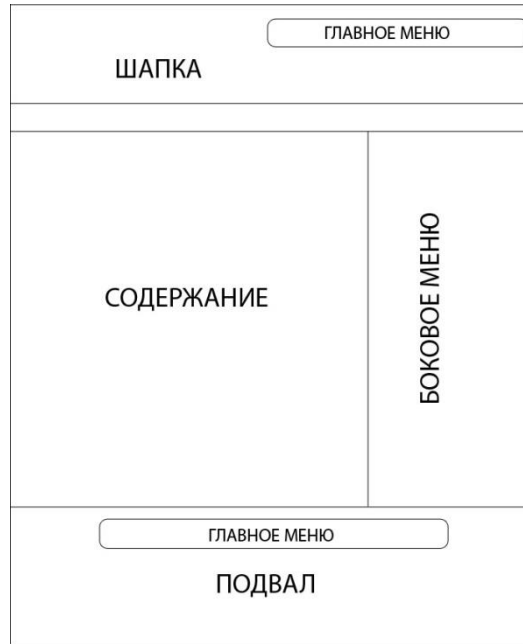 ГЛАВНОЕ МЕНЮ
ШАПКА
СОДЕРЖАНИЕ
БОКОВОЕ МЕНЮ
ГЛАВНОЕ МЕНЮ
ПОДВАЛ